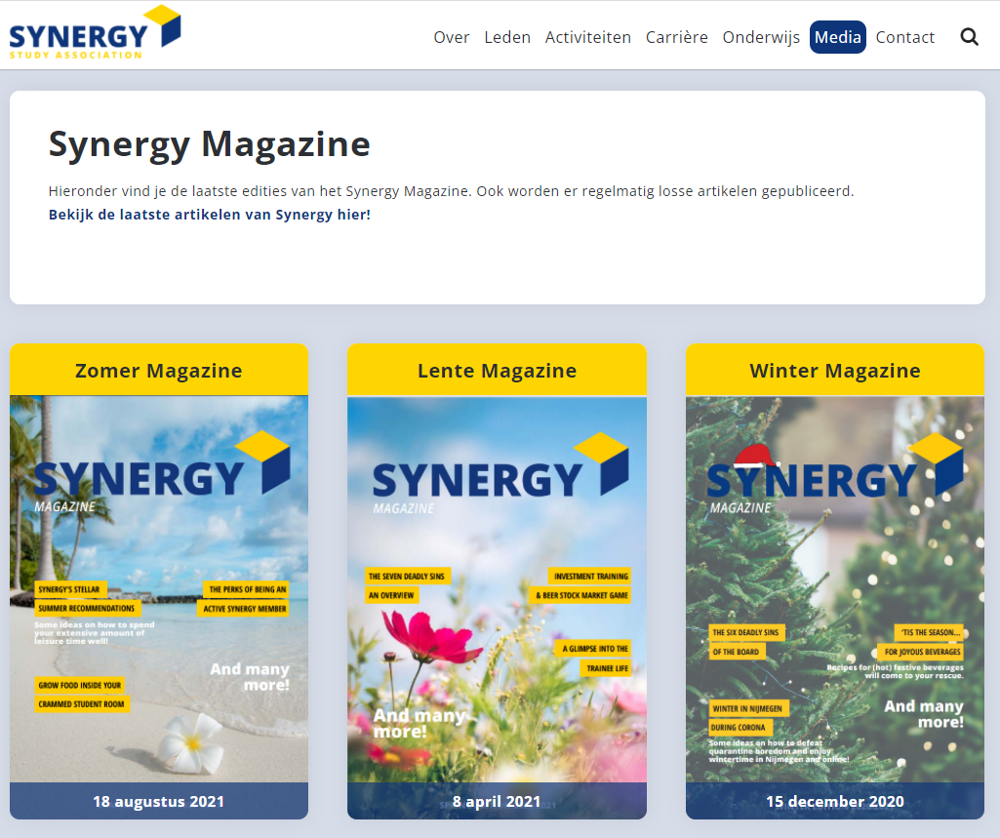 SYNERGY
STUDY ASSOCIATION
Over Leden Activiteiten Carrière Onderwijs Media Contact
Synergy Magazine
Hieronder vind je de laatste edities van het Synergy Magazine. Ook worden er regelmatig losse artikelen gepubliceerd.
Bekijk de laatste artikelen van Synergy hier!
Zomer Magazine
SYNERGY
MAGAZINE
SYNERGY'S STELLAR
SUMMER RECOMMENDATIONS
Some ideas on how to spend
your extensive amount of
leisure time well!
THE PERKS OF BEING AN
ACTIVE SYNERGY MEMBER
GROW FOOD INSIDE YOUR
CRAMMED STUDENT ROOM
And many
more!
18 augustus 2021
Lente Magazine
SYNERGY
MAGAZINE
THE SEVEN DEADLY SINS
AN OVERVIEW
INVESTMENT TRAINING
& BEER STOCK MARKET GAME
A GLIMPSE INTO THE
TRAINEE LIFE
And many
more!
8 april 2021
Winter Magazine
SYNERGY
MAGAZINE
THE SIX DEADLY SINS
OF THE BOARD
'TIS THE SEASON...
FOR JOYOUS BEVERAGES
Recipes for (hot) festive beverages
will come to your rescue.
WINTER IN NIJMEGEN
DURING CORONA
Some ideas on how to defeat
quarantine boredom and enjoy
wintertime in Nijmegen and online!
And many
more!
15 december 2020